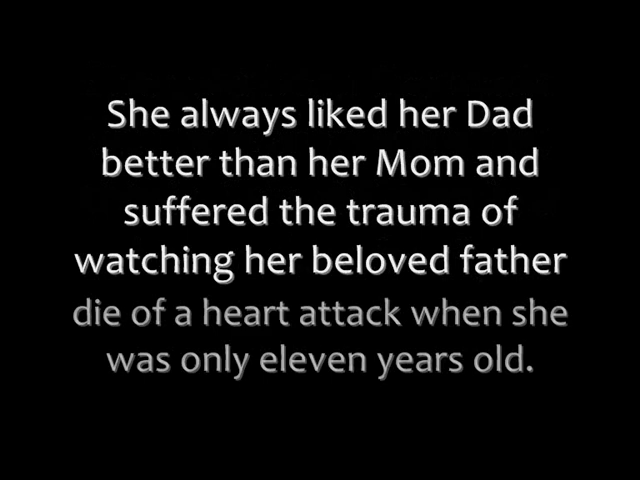 She always liked her Dad
better than her Mom and
suffered the trauma of
watching her beloved father
die of a heart attack when she
was only eleven years old.